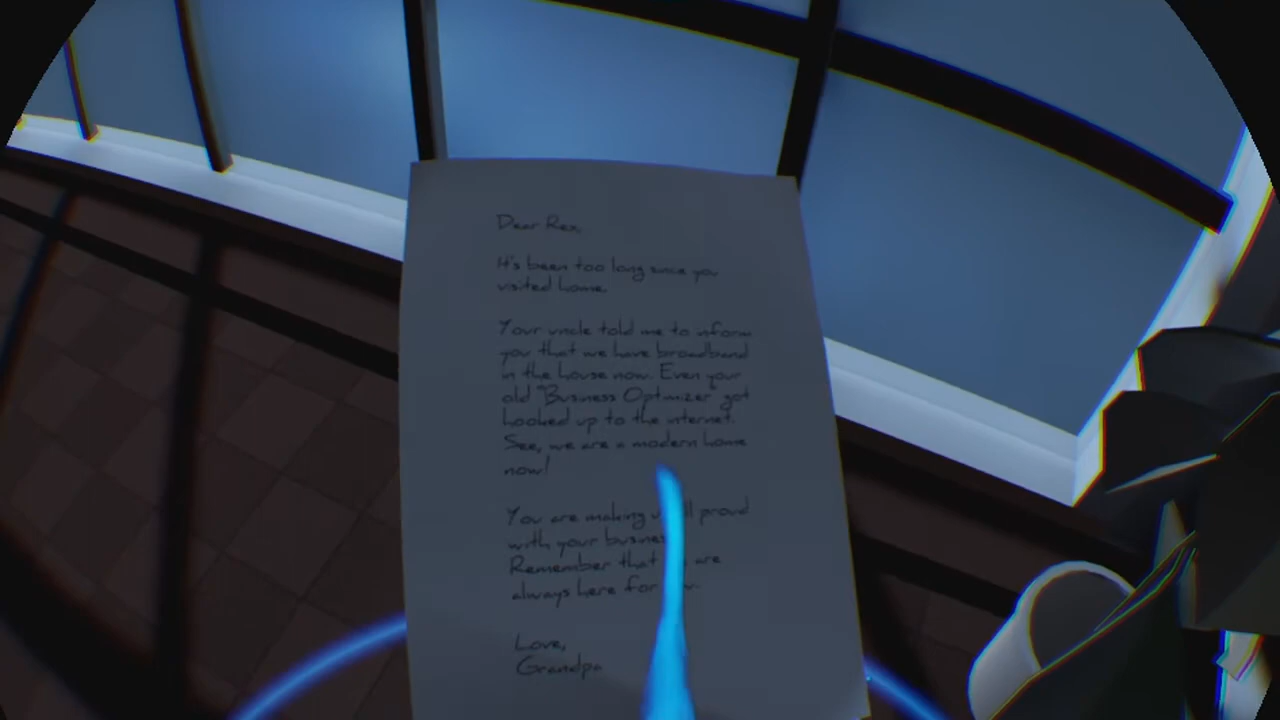 Dear Rex,
It's been too long since you
visited home.
Your uncle told me to inform
you that we have broadband
in the house now. Even your
old "Business Optimizer" got
hooked up to the internet.
See, we are a modern home
now!
You are making proud
with your
Remember that are
always here for
Love,
Grandpa